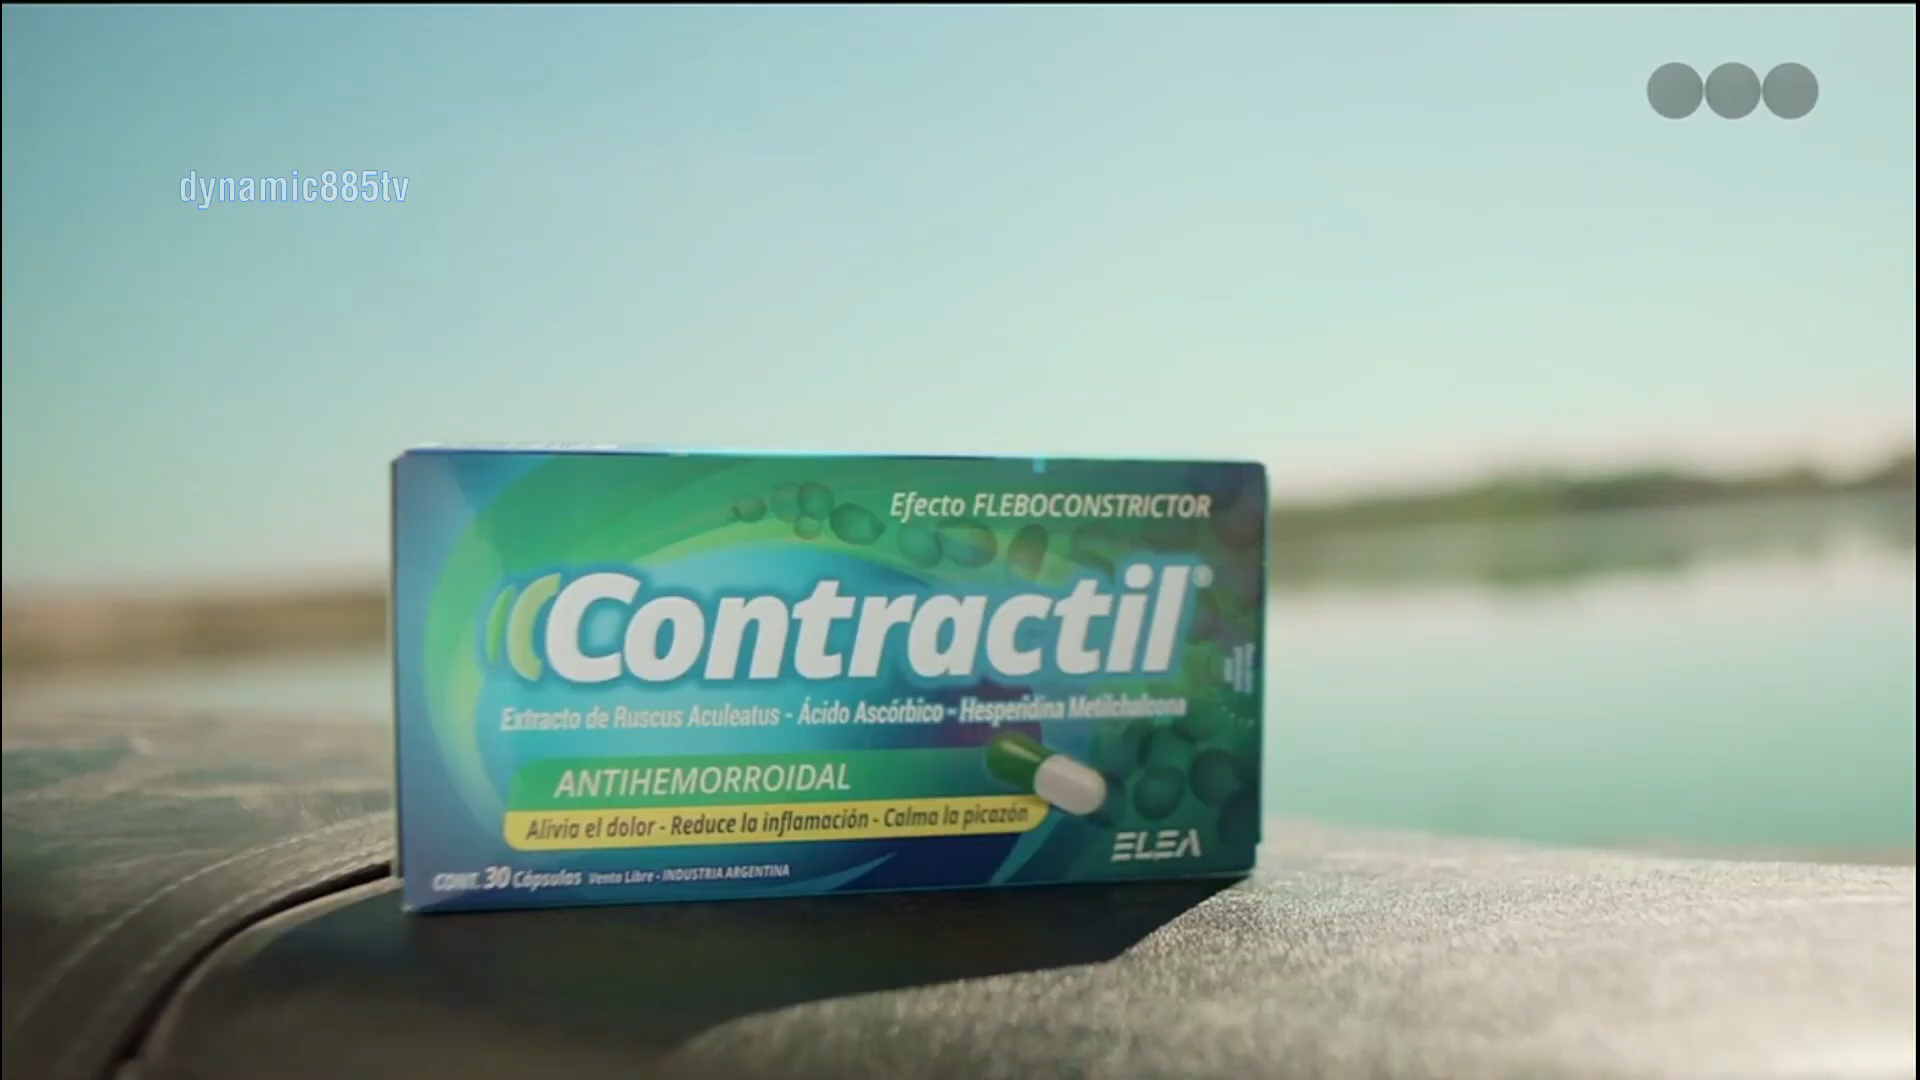 dynamic885tv
Efecto FLEBOCONSTRICTOR
Contractil®
Extracto de Ruscus Aculeatus - Ácido Ascórbico - Hesperidina Metilchalcona
ANTIHEMORROIDAL
Alivia el dolor - Reduce la inflamación - Calma la picazón
ELEA
CONT. 30 Cápsulas Venta Libre - INDUSTRIA ARGENTINA